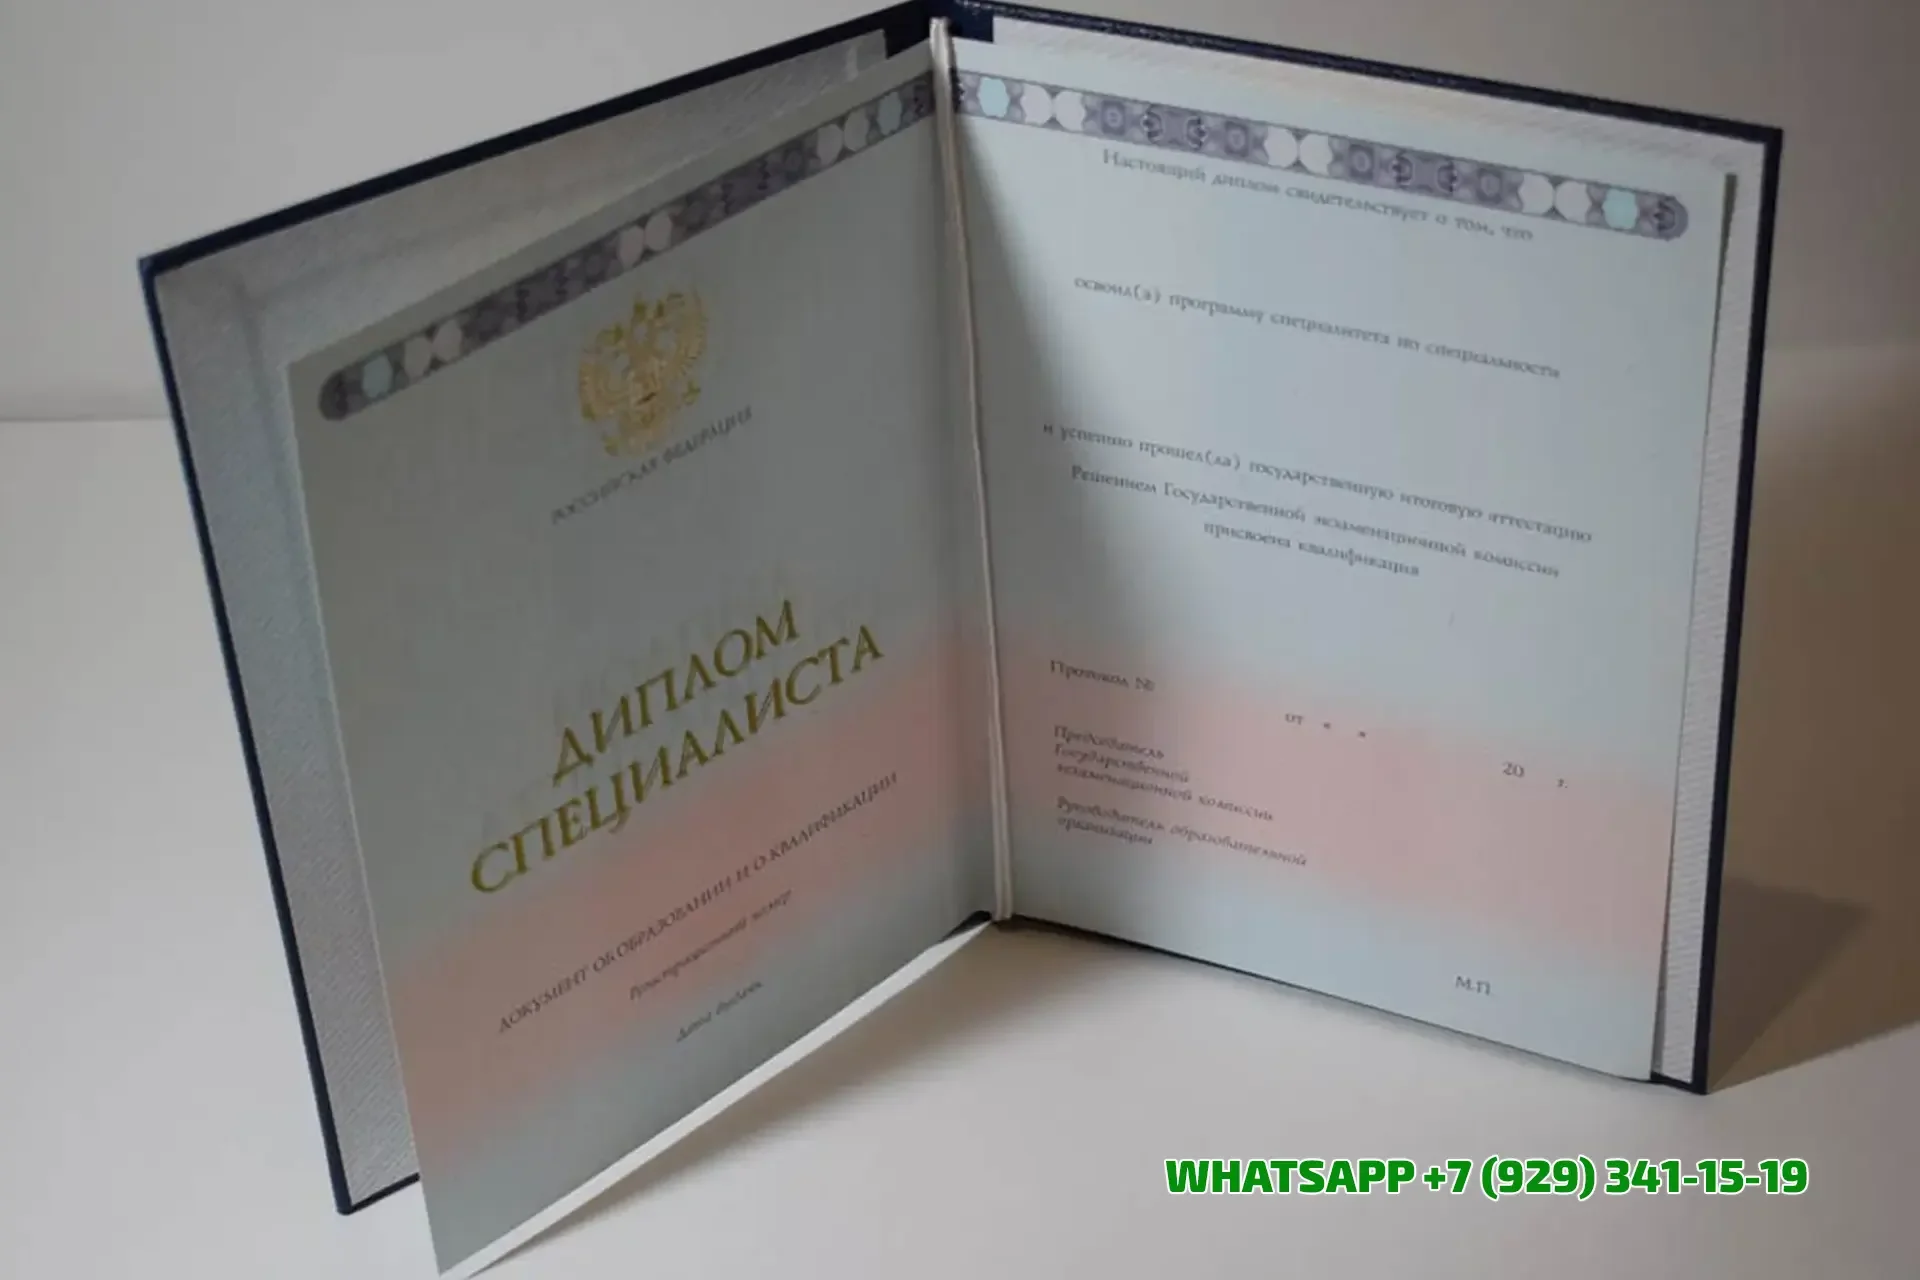 РОССИЙСКАЯ ФЕДЕРАЦИЯ
ДИПЛОМ
СПЕЦИАЛИСТА
ДОКУМЕНТ ОБ ОБРАЗОВАНИИ И О КВАЛИФИКАЦИИ
Регистрационный номер
Дата выдачи
Настоящий диплом свидетельствует о том, что
освоил(а) программу специалитета по специальности
и успешно прошел(ла) государственную итоговую аттестацию
Решением Государственной экзаменационной комиссии
присвоена квалификация
Протокол №
от « » 20 г.
Председатель
Государственной
экзаменационной комиссии
Руководитель образовательной
организации
М.П.
WHATSAPP +7 (929) 341-15-19